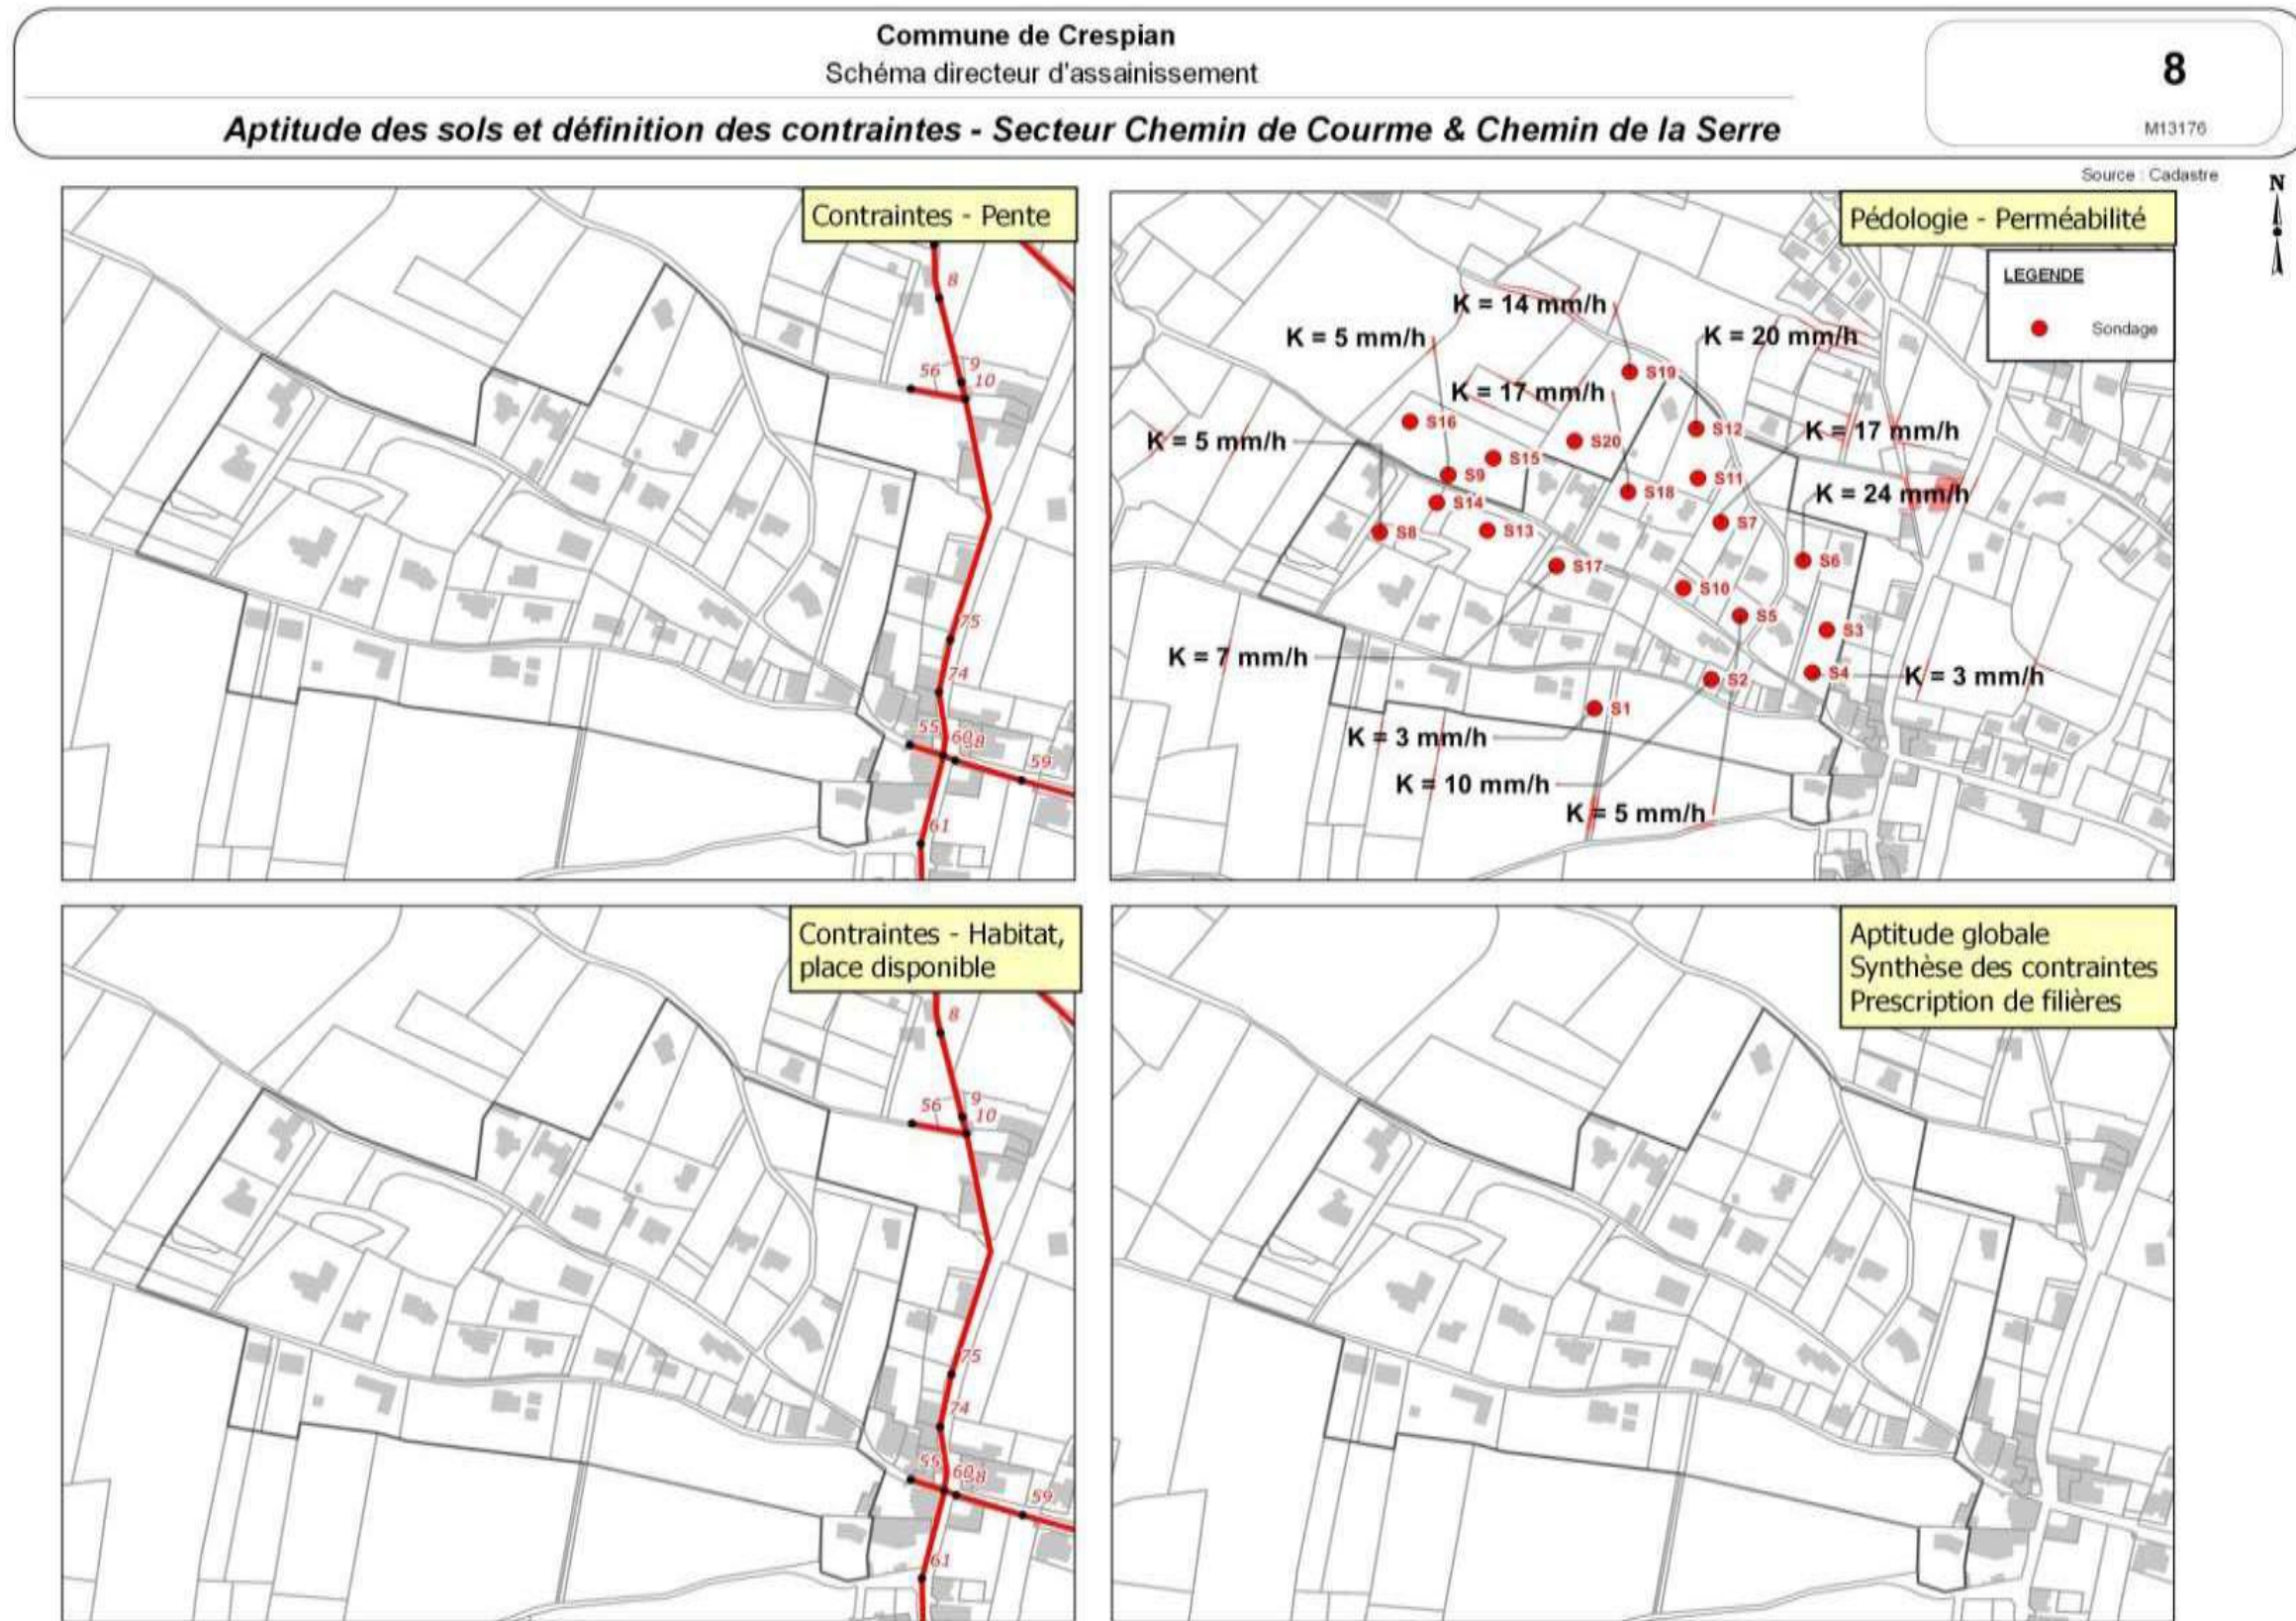 Commune de Crespian
Schéma directeur d'assainissement
Aptitude des sols et définition des contraintes - Secteur Chemin de Courme & Chemin de la Serre
8
M13176
Source : Cadastre
N
Contraintes - Pente
8
9
10
56
75
74
55
60
58
59
61
Pédologie - Perméabilité
LEGENDE
Sondage
K = 14 mm/h
K = 5 mm/h
K = 20 mm/h
S19
K = 17 mm/h
S16
S12
K = 17 mm/h
K = 5 mm/h
S20
S15
S9
S11
S18
K = 24 mm/h
S14
S7
S8
S13
S17
S6
S10
S5
S3
K = 7 mm/h
S4
K = 3 mm/h
S2
S1
K = 3 mm/h
K = 10 mm/h
K = 5 mm/h
Contraintes - Habitat,
place disponible
8
9
10
56
75
74
55
60
58
59
61
Aptitude globale
Synthèse des contraintes
Prescription de filières